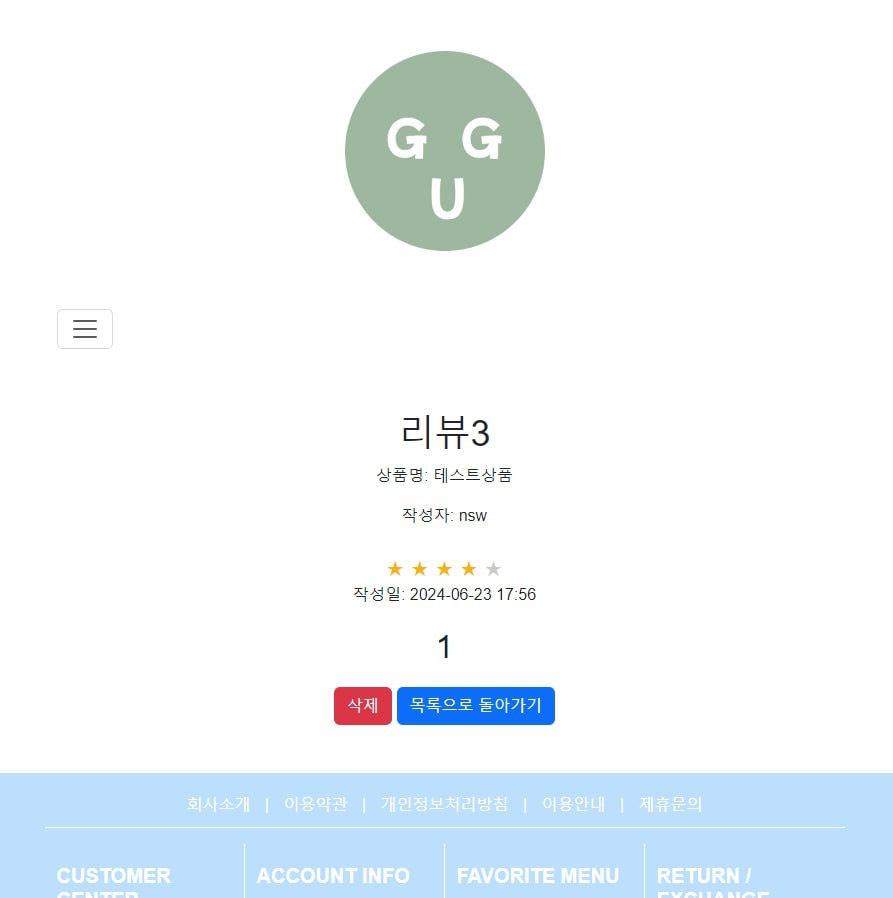 G G
U
리뷰3
상품명: 테스트상품
작성자: nsw
작성일: 2024-06-23 17:56
1
삭제 목록으로 돌아가기
회사소개 | 이용약관 | 개인정보처리방침 | 이용안내 | 제휴문의
CUSTOMER CENTER
ACCOUNT INFO
FAVORITE MENU
RETURN / EXCHANGE